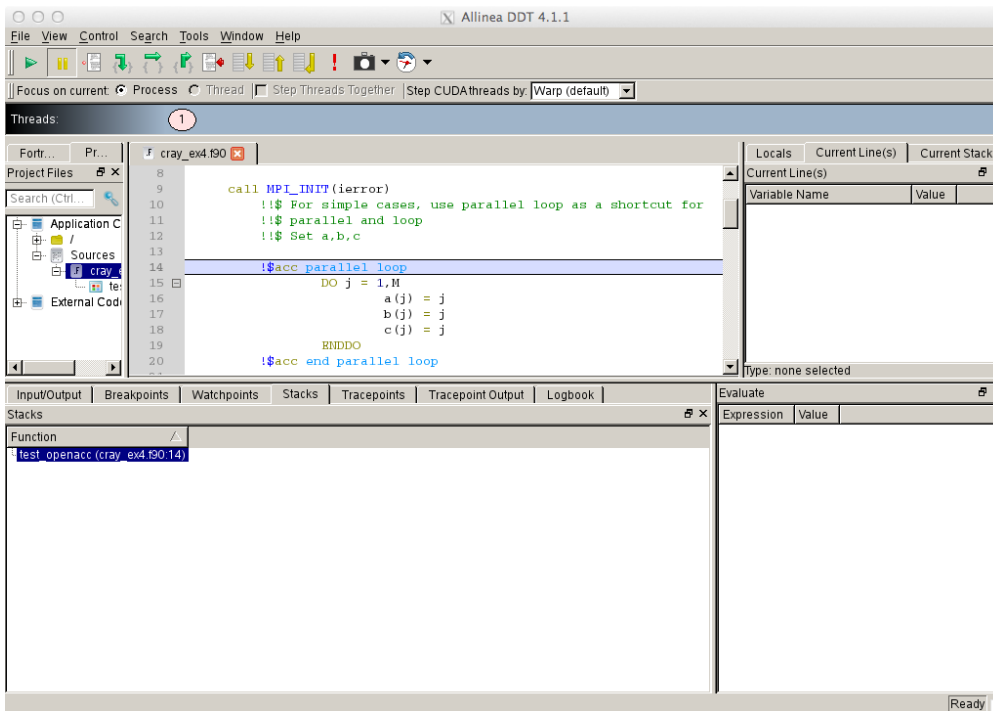 Allinea DDT 4.1.1
File View Control Search Tools Window Help
Focus on current: Process Thread Step Threads Together Step CUDA threads by: Warp (default)
Threads: 1
Fortr... Pr... cray_ex4.f90 Locals Current Line(s) Current Stack
Project Files Current Line(s)
Search (Ctrl... Variable Name Value
Application C
/
Sources
cray_e
tes
External Code
8
9 call MPI_INIT(ierror)
10 !!$ For simple cases, use parallel loop as a shortcut for
11 !!$ parallel and loop
12 !!$ Set a,b,c
13
14 !$acc parallel loop
15 DO j = 1,M
16 a(j) = j
17 b(j) = j
18 c(j) = j
19 ENDDO
20 !$acc end parallel loop
Type: none selected
Input/Output Breakpoints Watchpoints Stacks Tracepoints Tracepoint Output Logbook Evaluate
Stacks Expression Value
Function
test_openacc (cray_ex4.f90:14)
Ready